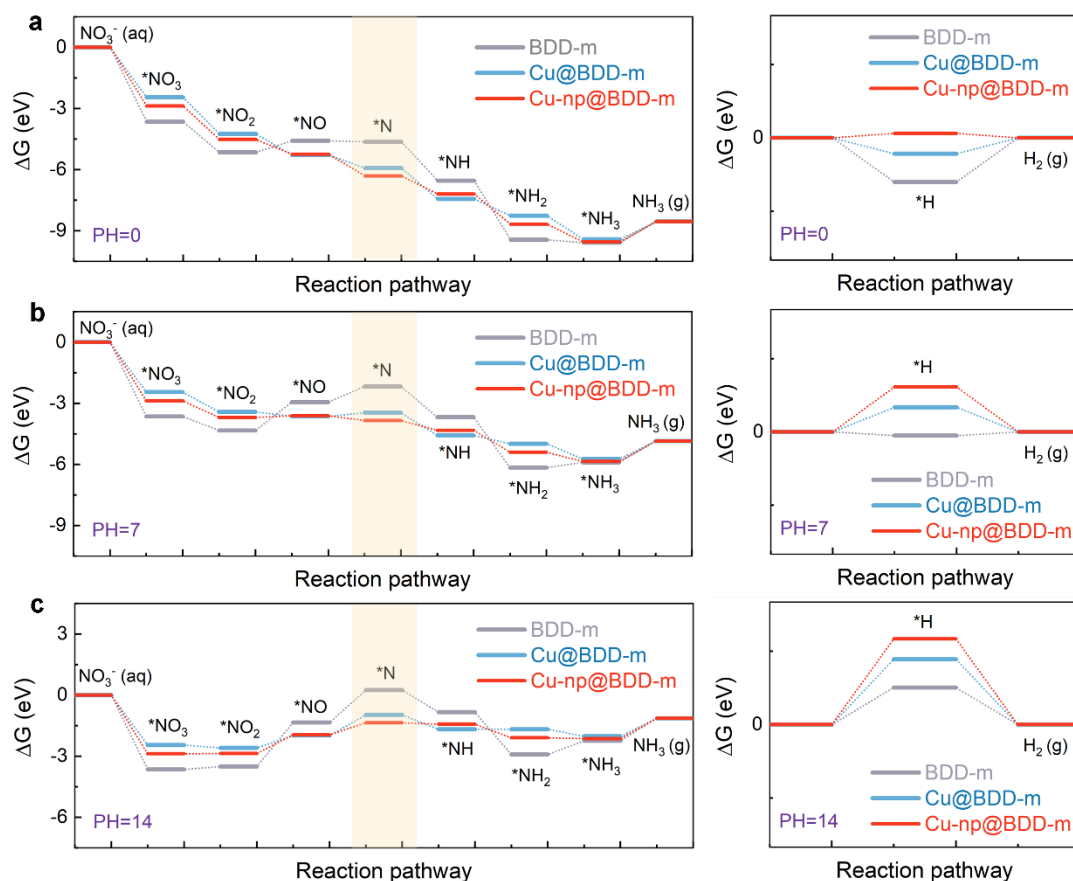 a
NO₃⁻ (aq)
*NO₃
*NO₂
*NO
*N
*NH
*NH₂
*NH₃
NH₃ (g)
BDD-m
Cu@BDD-m
Cu-np@BDD-m
0
-3
-6
-9
ΔG (eV)
PH=0
Reaction pathway
BDD-m
Cu@BDD-m
Cu-np@BDD-m
0
ΔG (eV)
*H
H₂ (g)
PH=0
Reaction pathway
b
NO₃⁻ (aq)
*NO₃
*NO₂
*NO
*N
*NH
*NH₂
*NH₃
NH₃ (g)
BDD-m
Cu@BDD-m
Cu-np@BDD-m
0
-3
-6
-9
ΔG (eV)
PH=7
Reaction pathway
*H
0
ΔG (eV)
H₂ (g)
BDD-m
Cu@BDD-m
Cu-np@BDD-m
PH=7
Reaction pathway
c
NO₃⁻ (aq)
*NO₃
*NO₂
*NO
*N
*NH
*NH₂
*NH₃
NH₃ (g)
BDD-m
Cu@BDD-m
Cu-np@BDD-m
3
0
-3
-6
ΔG (eV)
PH=14
Reaction pathway
*H
0
ΔG (eV)
H₂ (g)
BDD-m
Cu@BDD-m
Cu-np@BDD-m
PH=14
Reaction pathway